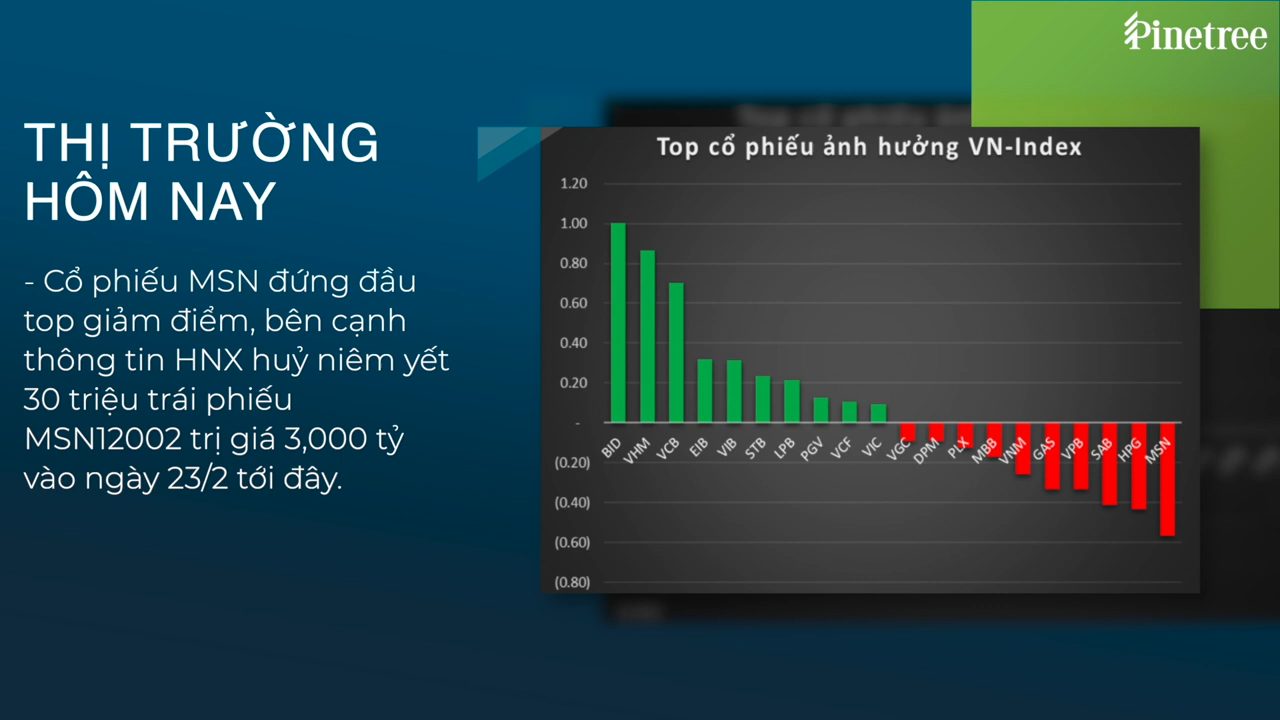 Pinetree
THỊ TRƯỜNG
HÔM NAY
- Cổ phiếu MSN đứng đầu
top giảm điểm, bên cạnh
thông tin HNX huỷ niêm yết
30 triệu trái phiếu
MSN12002 trị giá 3,000 tỷ
vào ngày 23/2 tới đây.
Top cổ phiếu ảnh hưởng VN-Index
1.20
1.00
0.80
0.60
0.40
0.20
-
(0.20)
(0.40)
(0.60)
(0.80)
BID VHM VCB EIB VIB STB LPB PGV VCF VIC VGC DPM PLX MBB VNM GAS VPB SAB HPG MSN